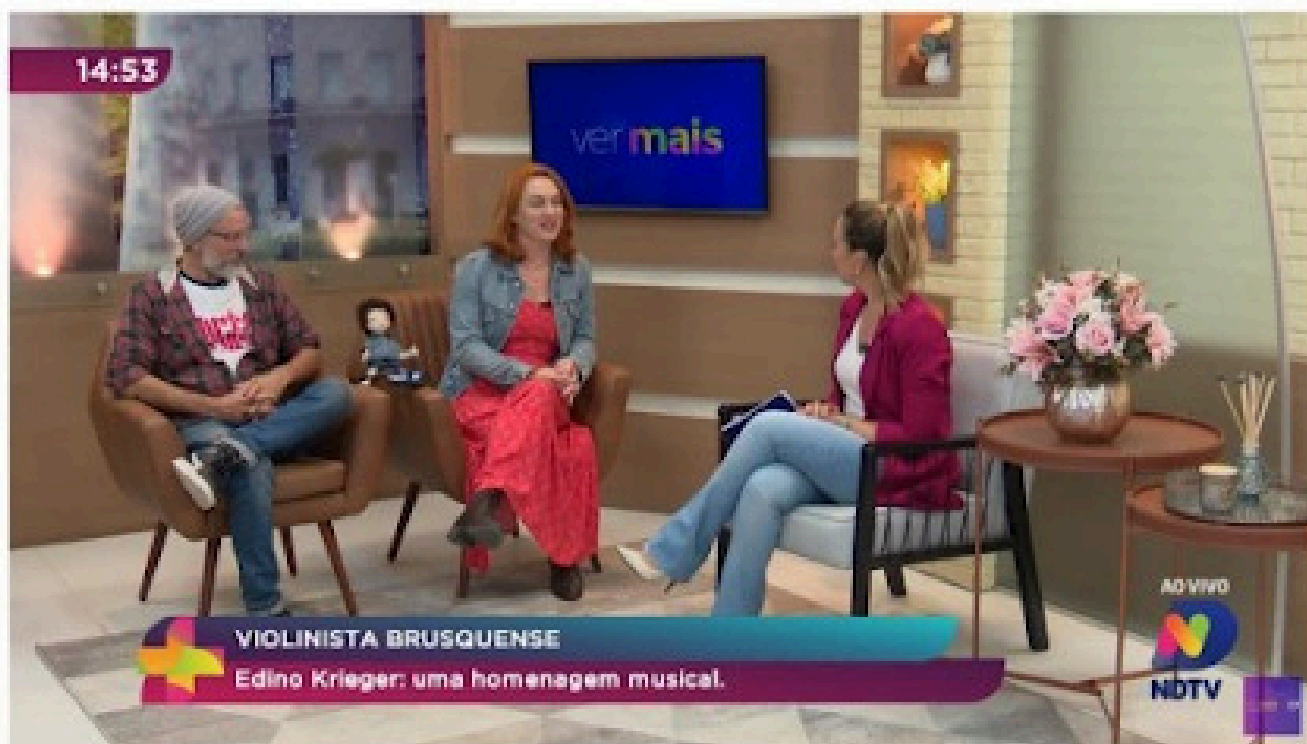 14:53
ver mais
AO VIVO
NDTV
VIOLINISTA BRUSQUENSE
Edino Krieger: uma homenagem musical.